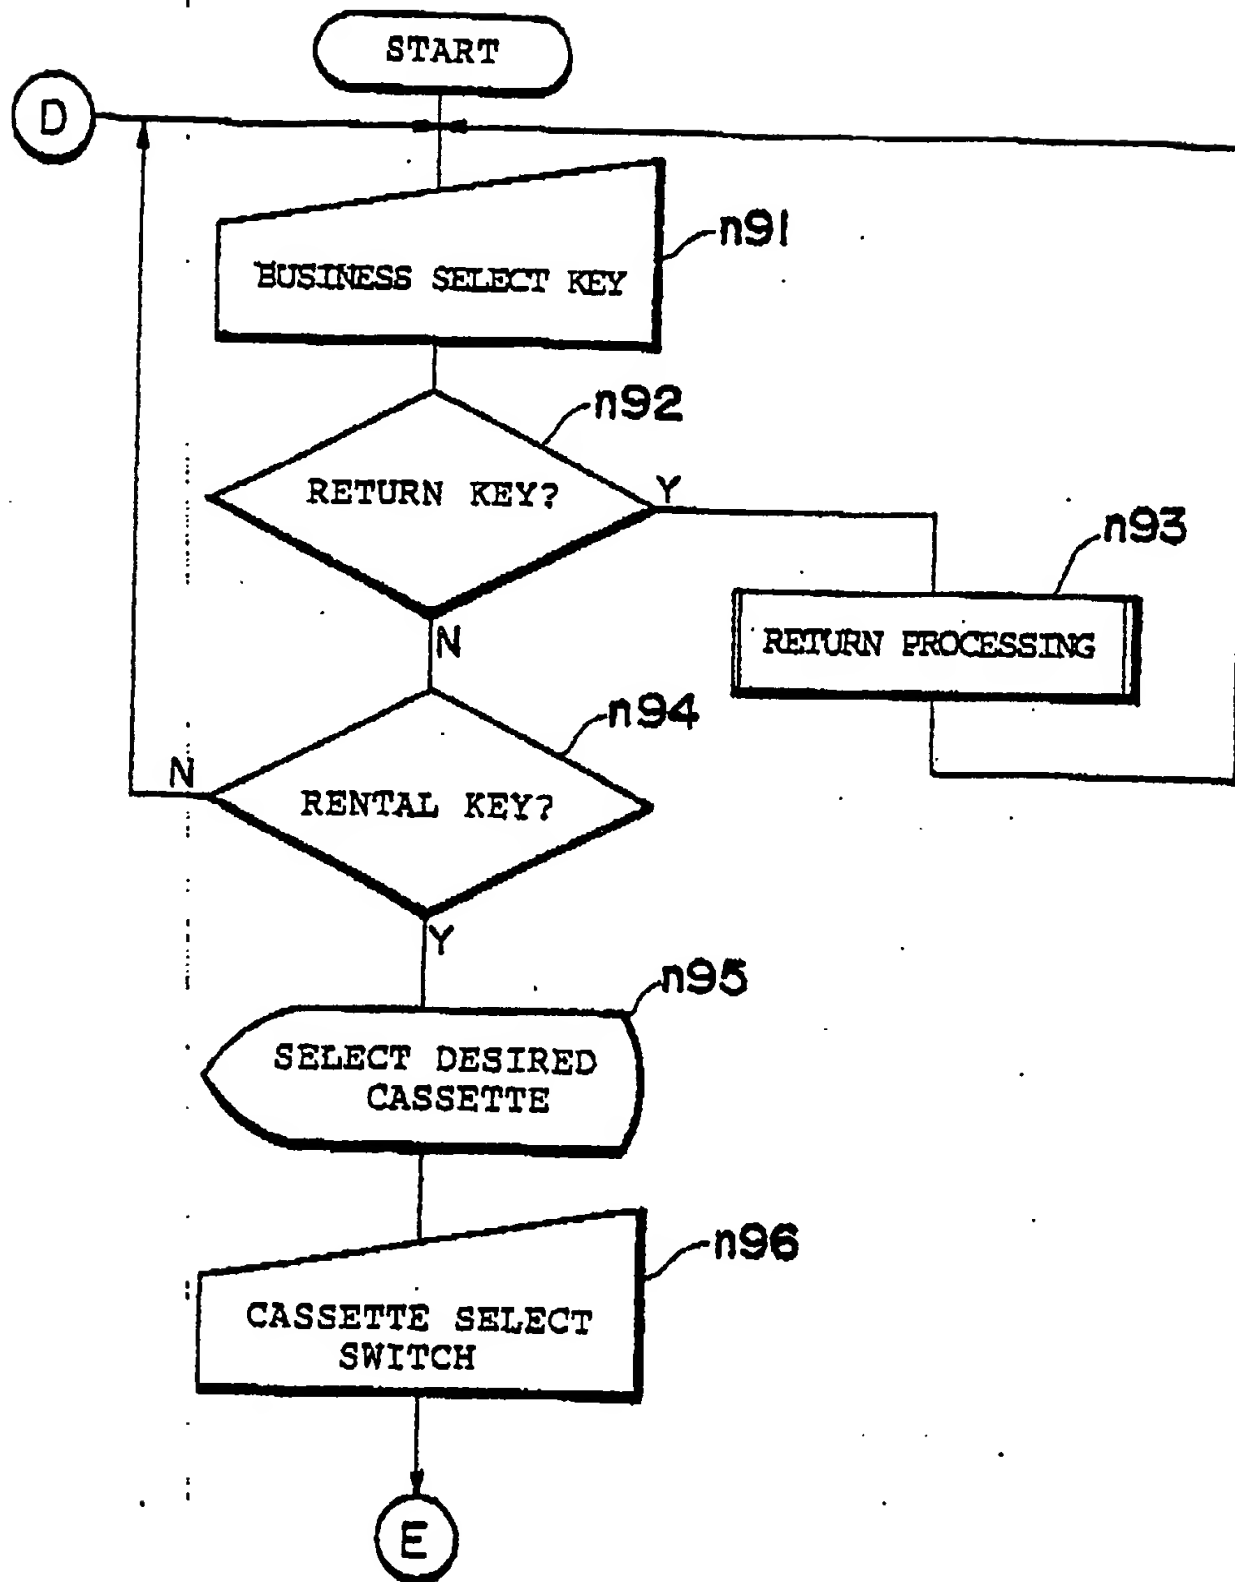 START
D
n91
BUSINESS SELECT KEY
n92
RETURN KEY?
Y
n93
RETURN PROCESSING
N
n94
N
RENTAL KEY?
Y
n95
SELECT DESIRED
CASSETTE
n96
CASSETTE SELECT
SWITCH
E